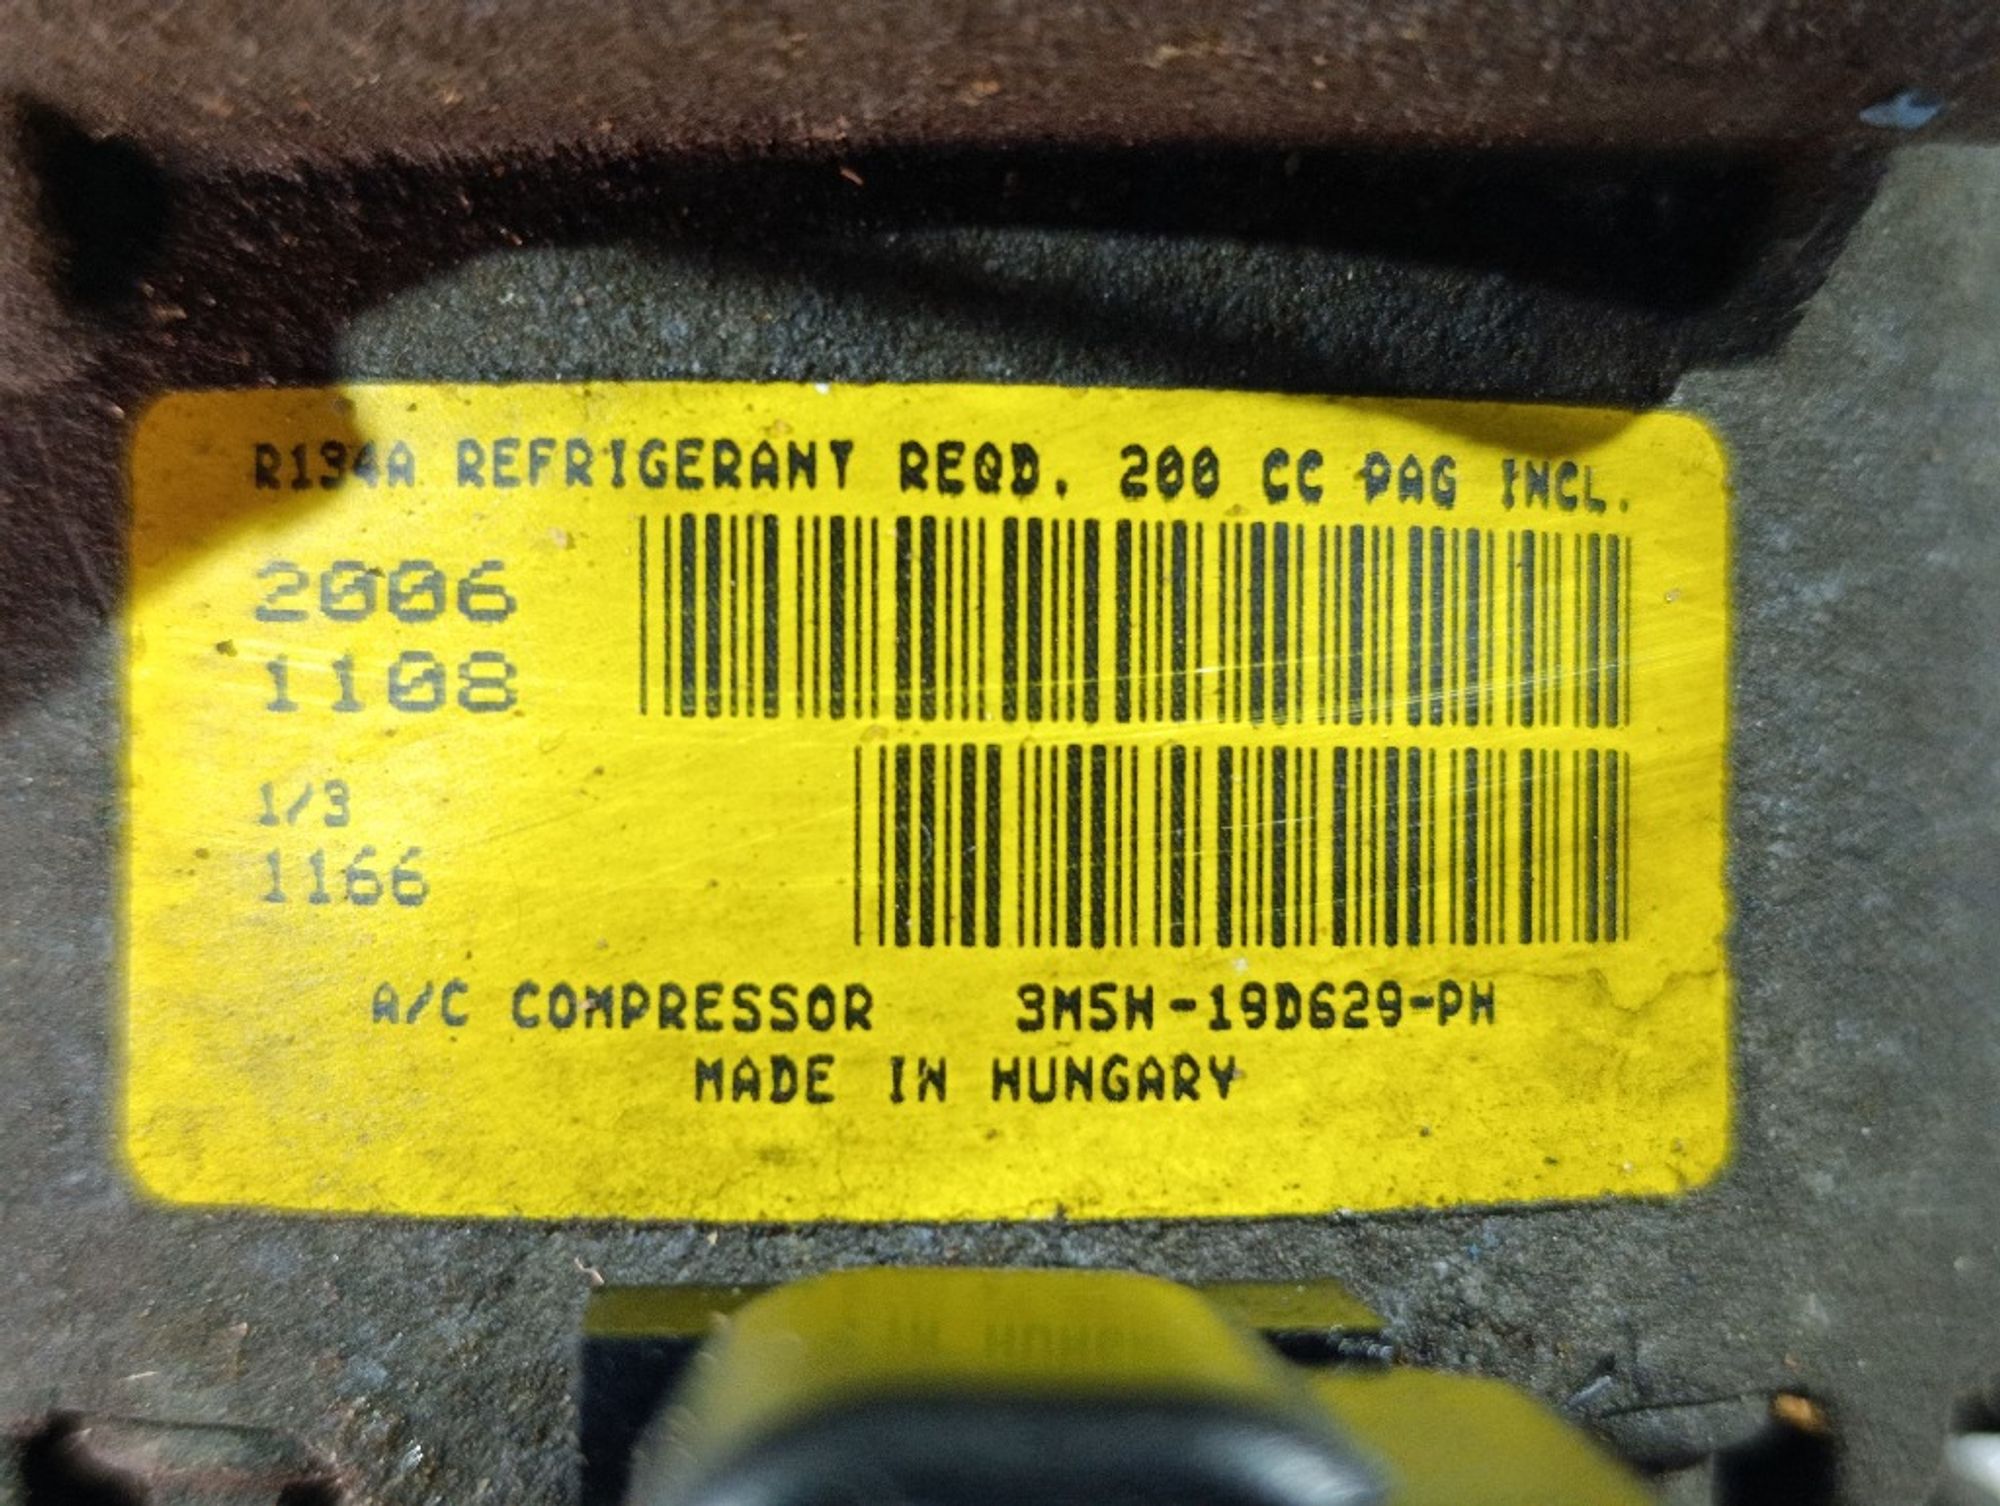 R134A REFRIGERANT REQD. 200 CC PAG INCL.
2006
1108
1/3
1166
A/C COMPRESSOR 3M5H-19D629-PH
MADE IN HUNGARY